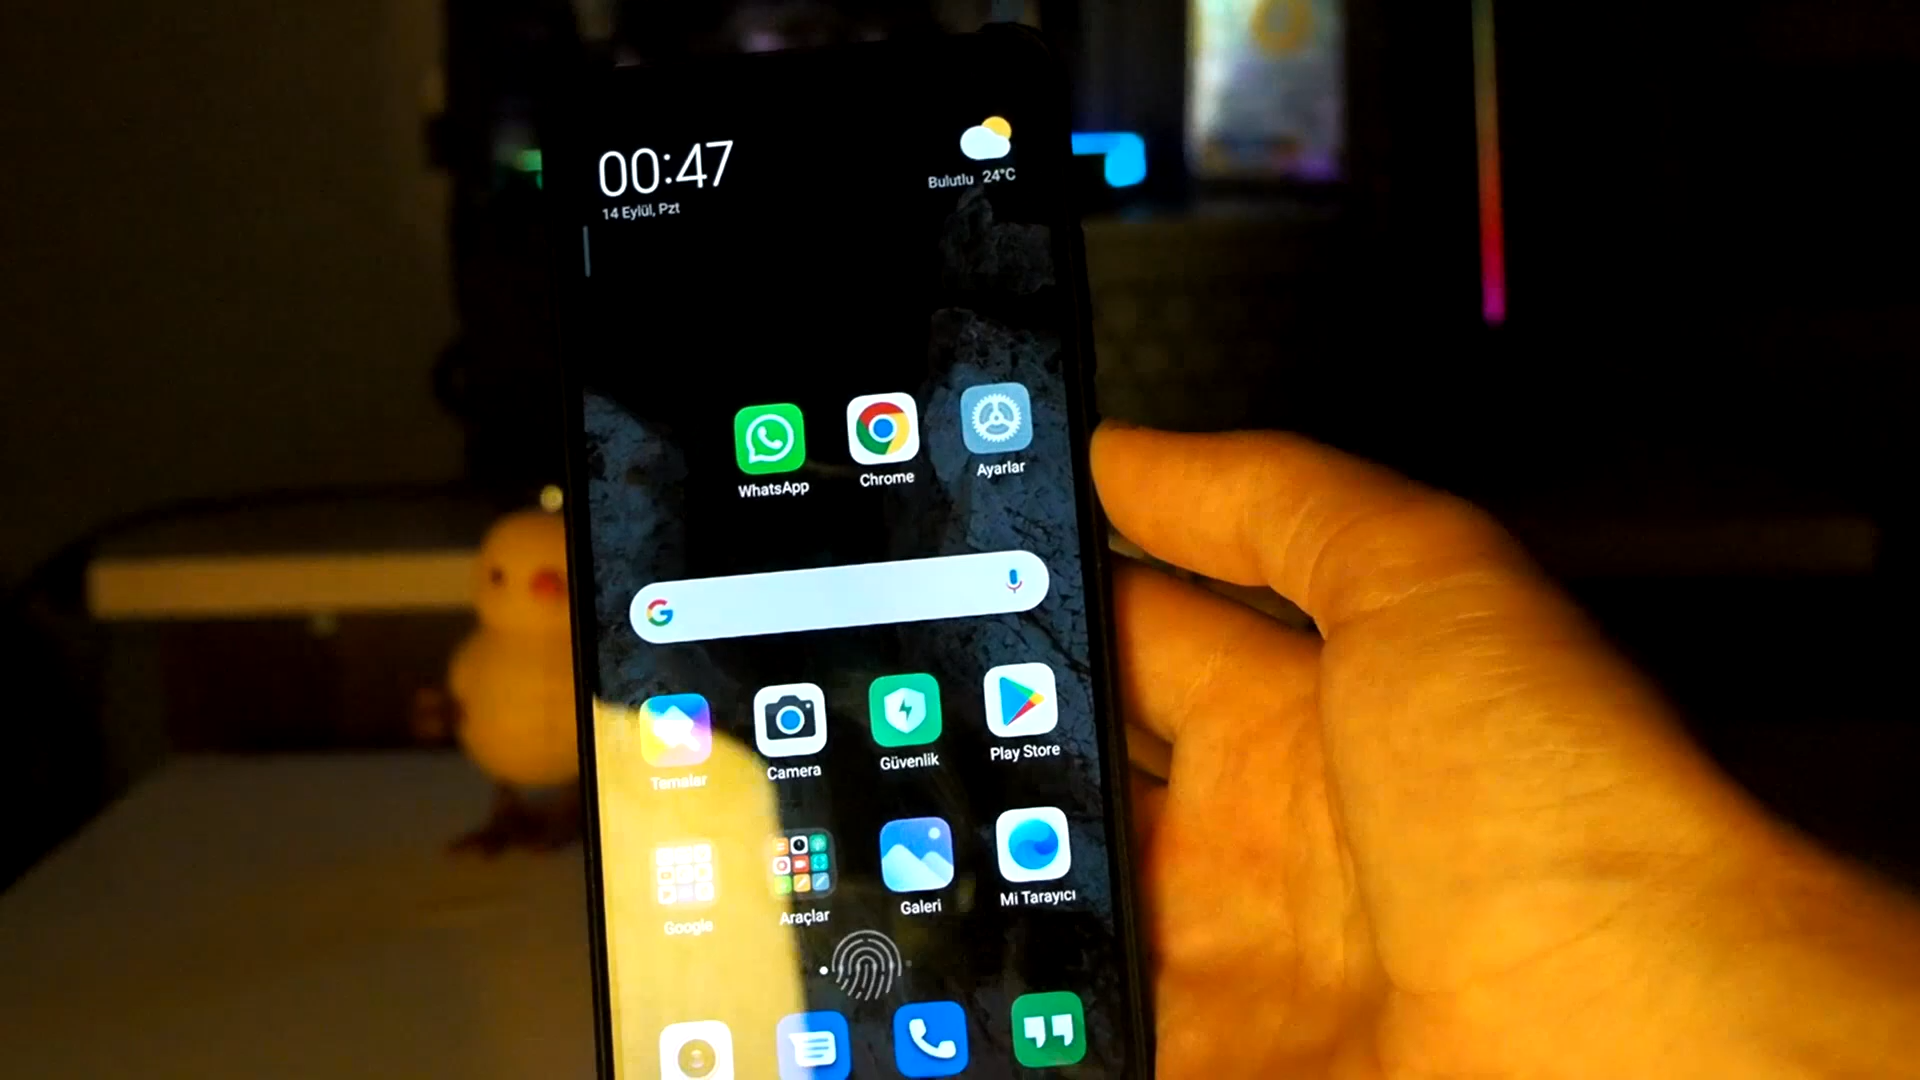 00:47
14 Eylül, Pzt
Bulutlu 24°C
WhatsApp
Chrome
Ayarlar
Temalar
Camera
Güvenlik
Play Store
Google
Araçlar
Galeri
Mi Tarayıcı